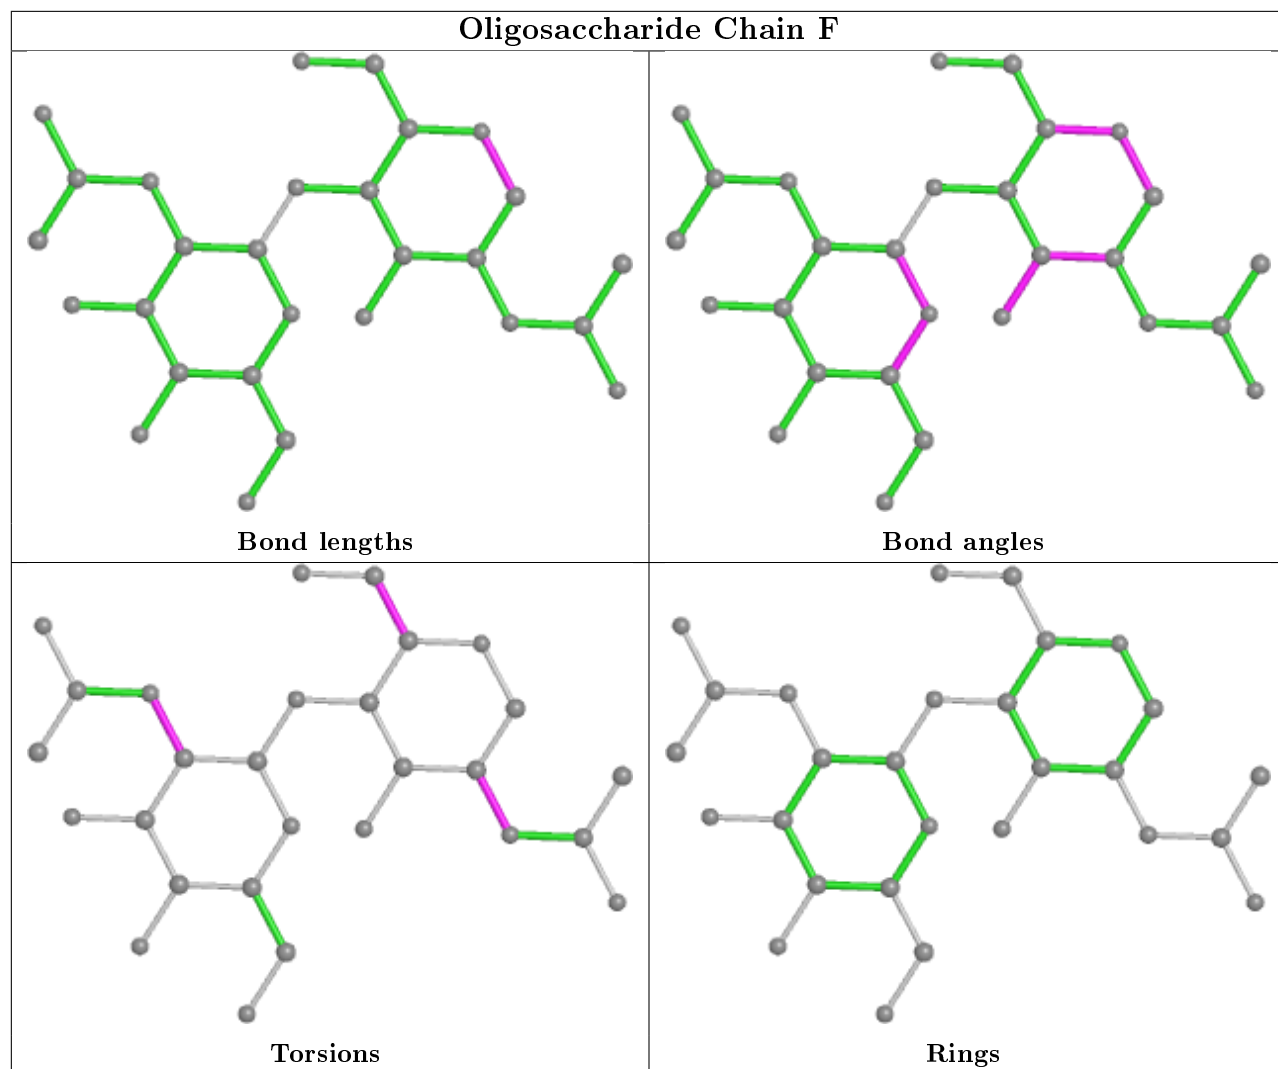 Oligosaccharide Chain F
Bond lengths
Bond angles
Torsions
Rings